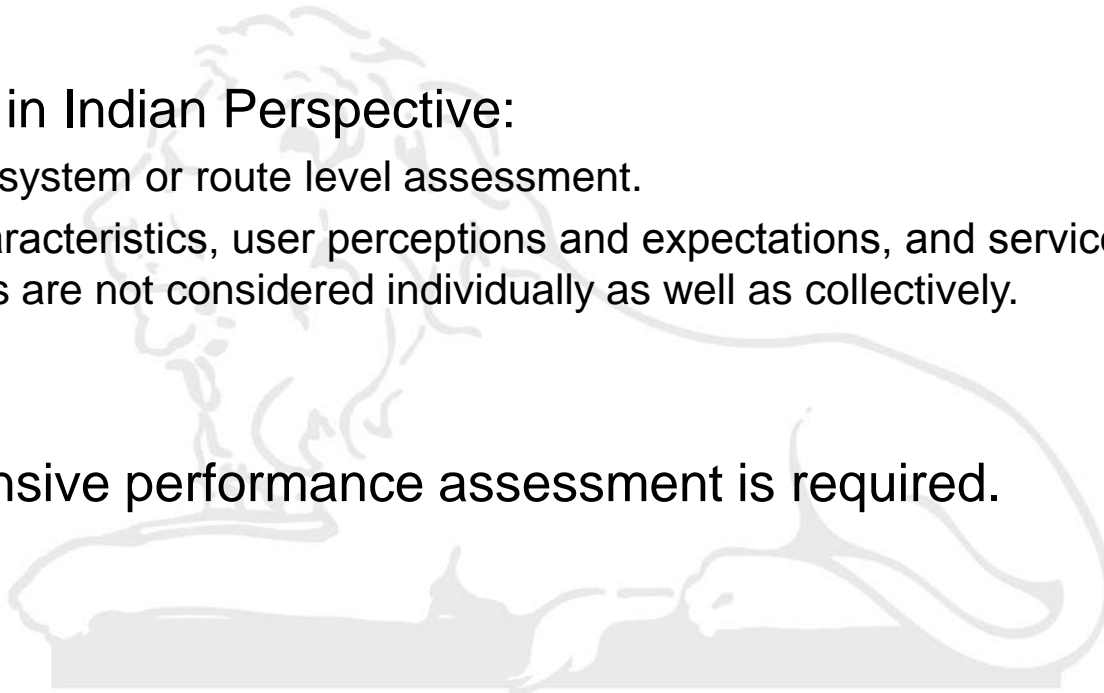 in Indian Perspective:
system or route level assessment.
aracteristics, user perceptions and expectations, and service
s are not considered individually as well as collectively.
nsive performance assessment is required.